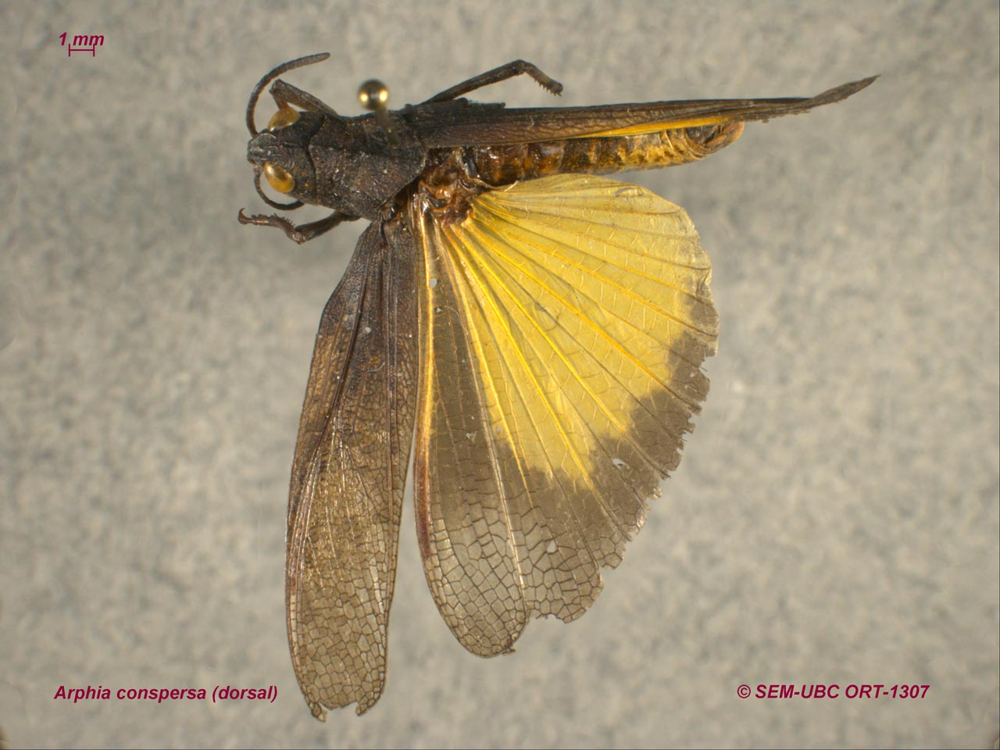 1 mm
Arphia conspersa (dorsal)
© SEM-UBC ORT-1307